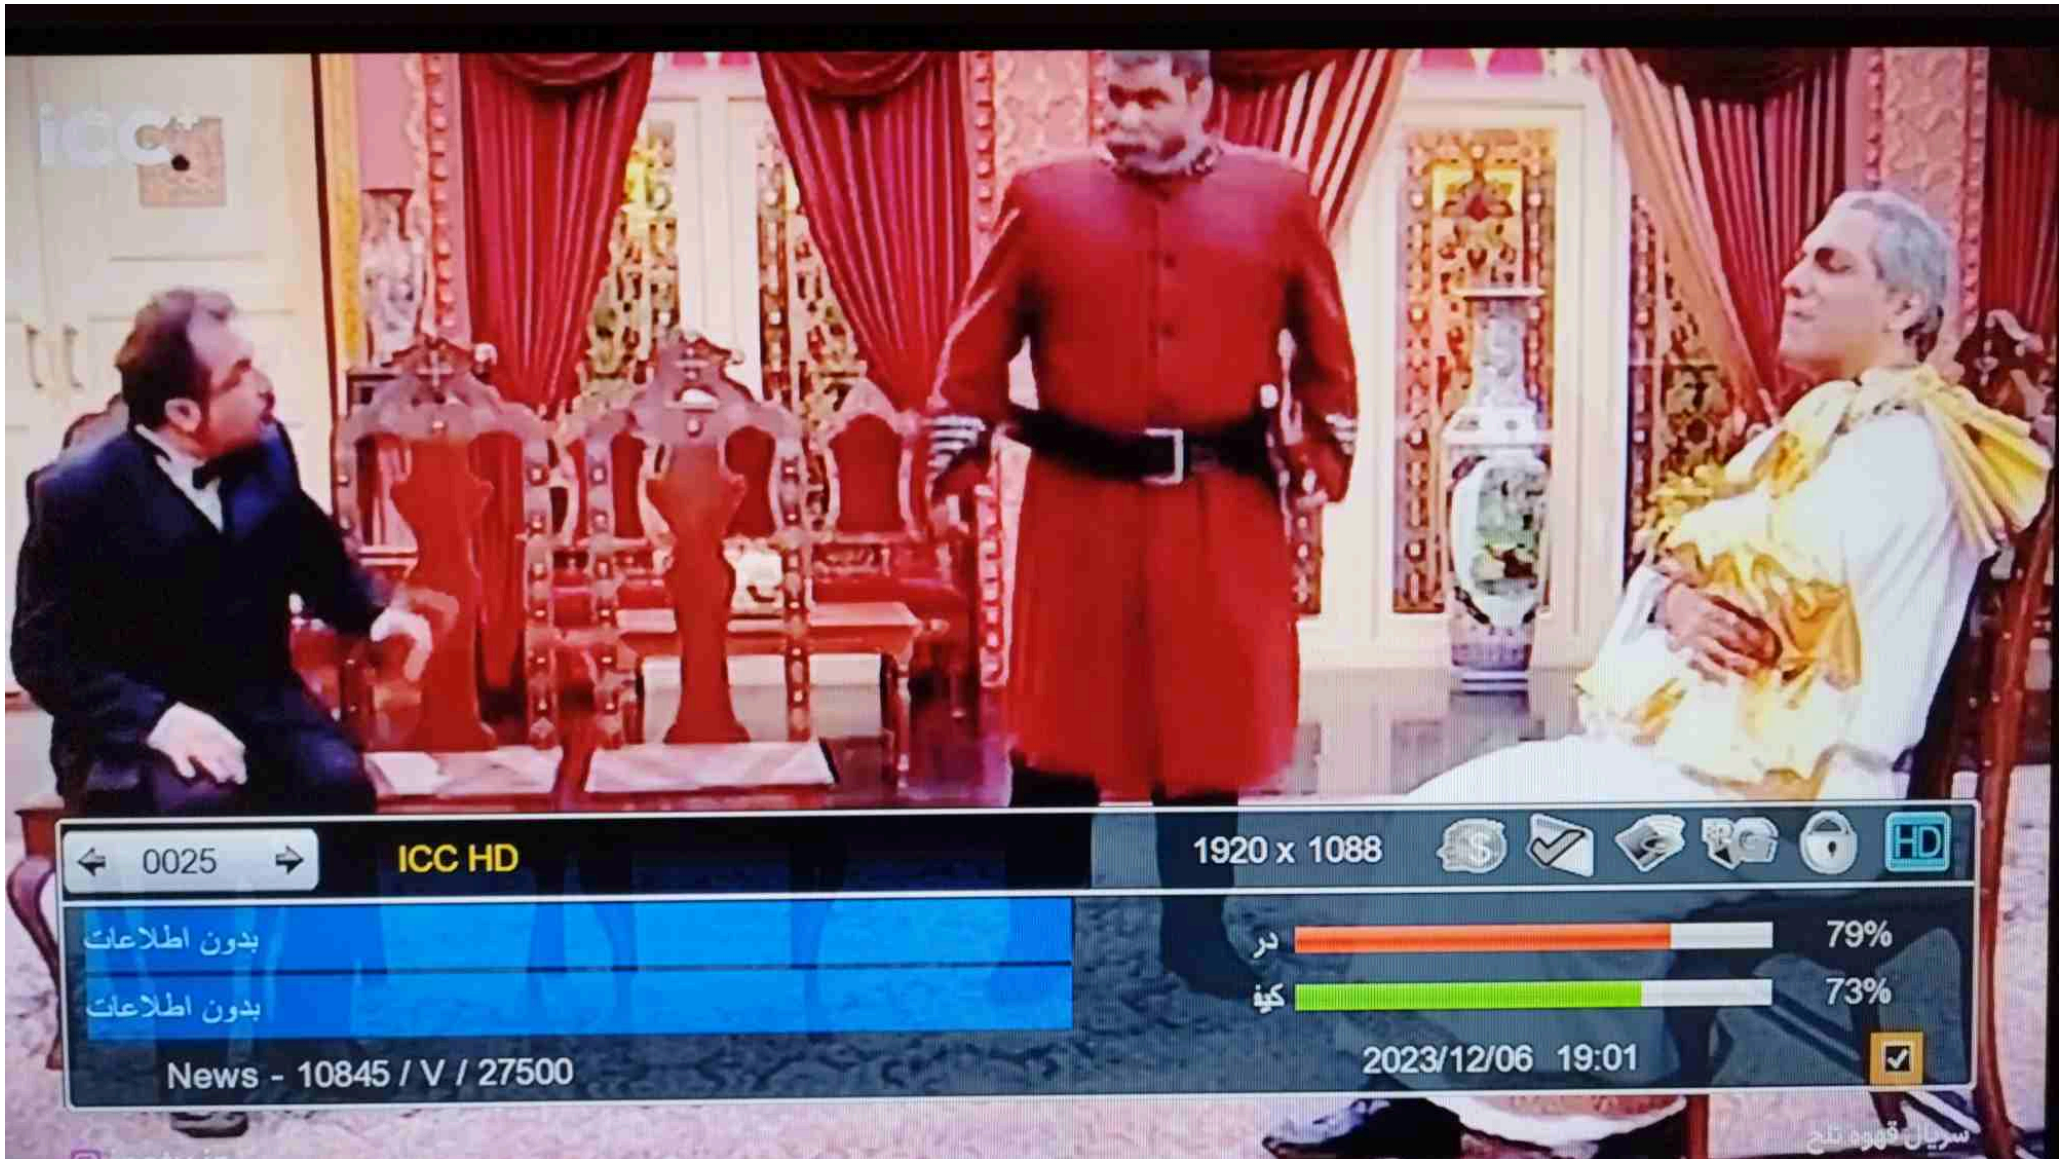 icc
0025
ICC HD
1920 x 1088
HD
بدون اطلاعات
در
79%
بدون اطلاعات
کیف
73%
News - 10845 / V / 27500
2023/12/06 19:01
سریال قهوه تلخ